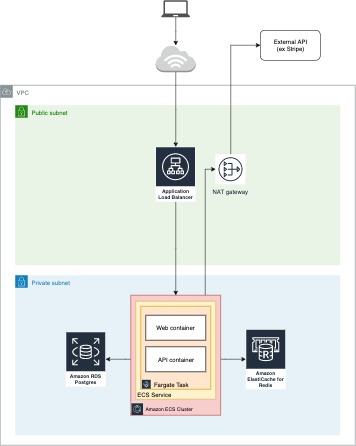 External API
(ex Stripe)
VPC
Public subnet
Application
Load Balancer
NAT gateway
Private subnet
Web container
API container
Fargate Task
ECS Service
Amazon ECS Cluster
Amazon RDS
Postgres
Amazon
ElastiCache for
Redis